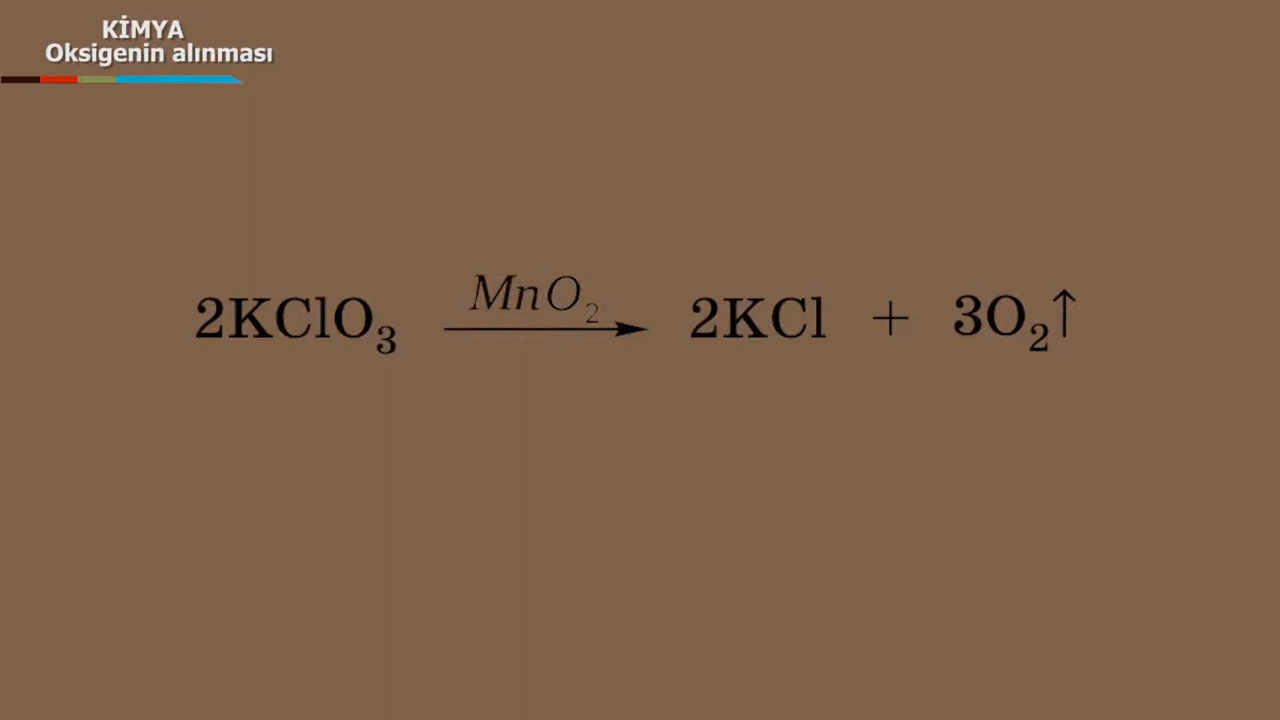 KİMYA
Oksigenin alınması
2KClO₃ →(MnO₂) 2KCl + 3O₂↑